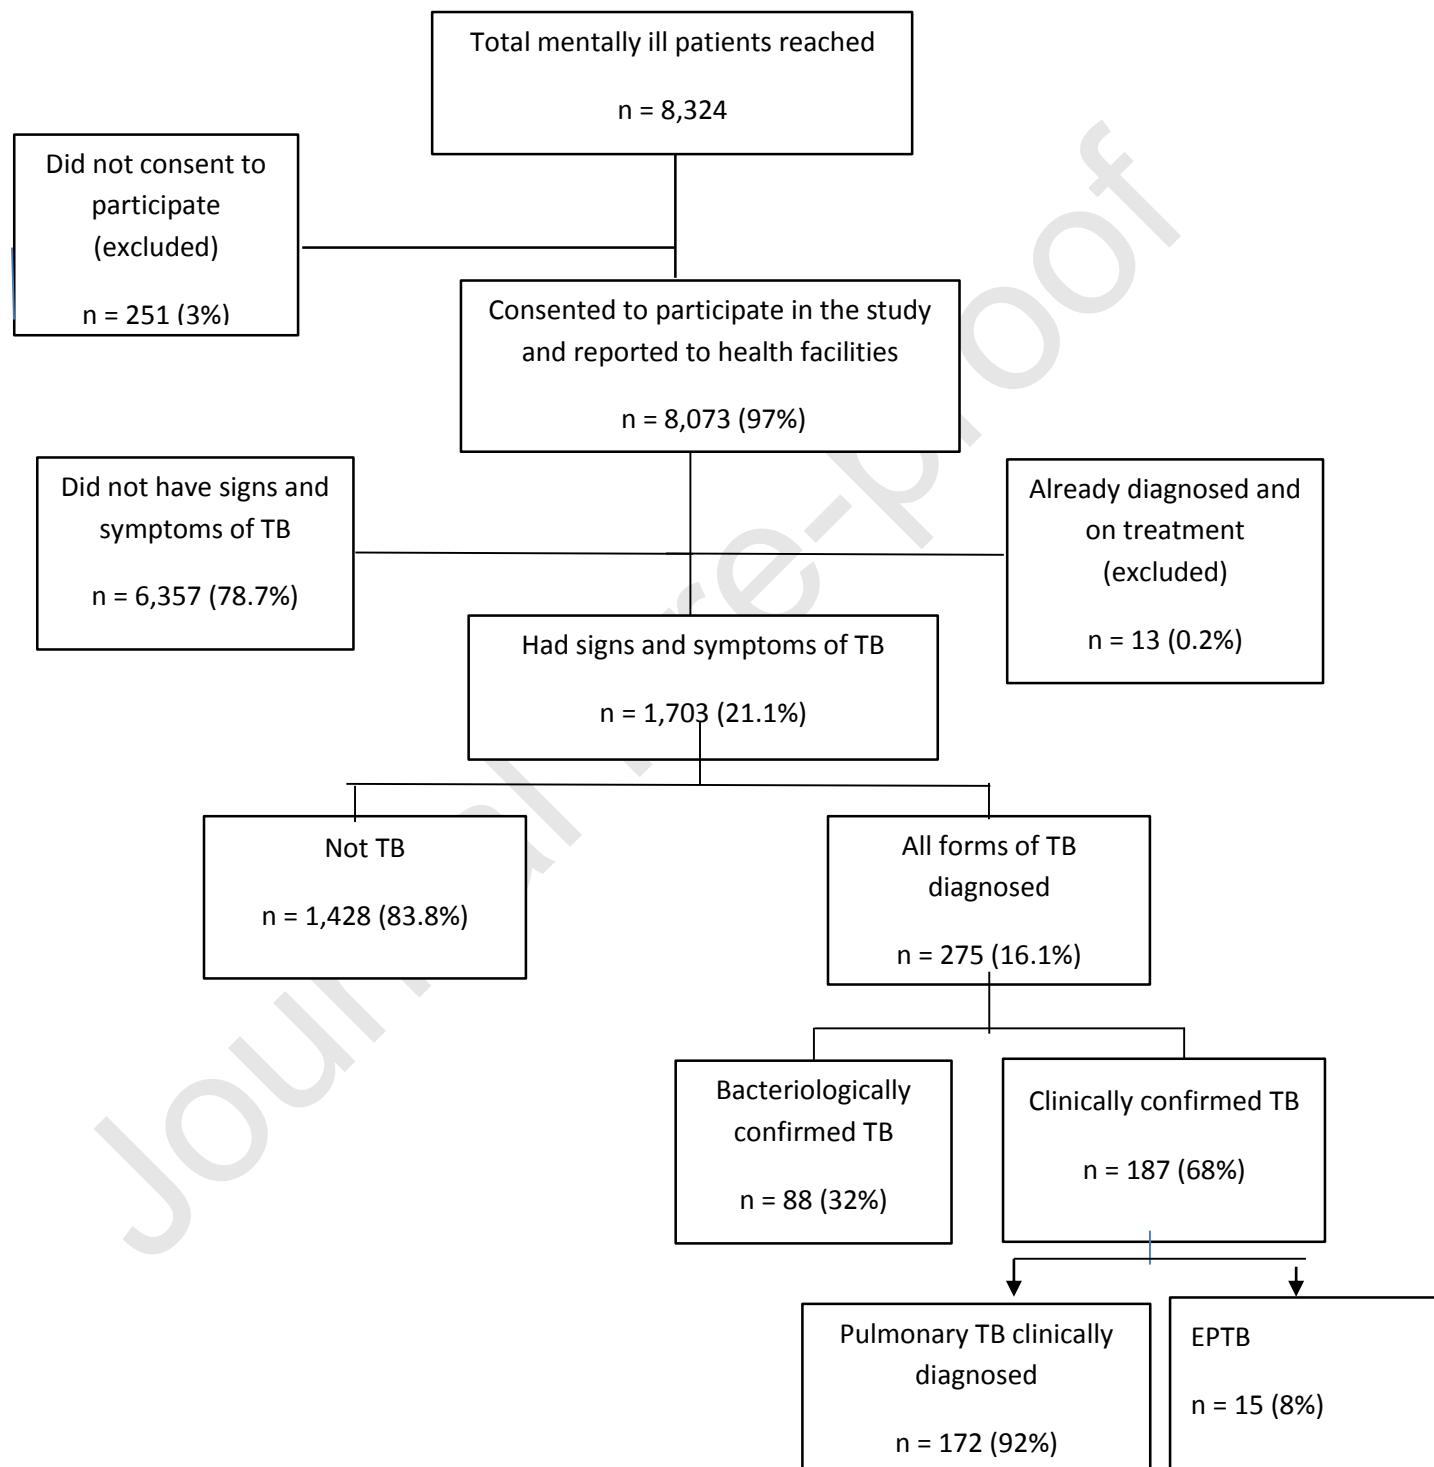 Total mentally ill patients reached
n = 8,324
Did not consent to
participate
(excluded)
n = 251 (3%)
Consented to participate in the study
and reported to health facilities
n = 8,073 (97%)
Did not have signs and
symptoms of TB
n = 6,357 (78.7%)
Already diagnosed and
on treatment
(excluded)
n = 13 (0.2%)
Had signs and symptoms of TB
n = 1,703 (21.1%)
Not TB
n = 1,428 (83.8%)
All forms of TB
diagnosed
n = 275 (16.1%)
Bacteriologically
confirmed TB
n = 88 (32%)
Clinically confirmed TB
n = 187 (68%)
Pulmonary TB clinically
diagnosed
n = 172 (92%)
EPTB
n = 15 (8%)
Journal Pre-proof